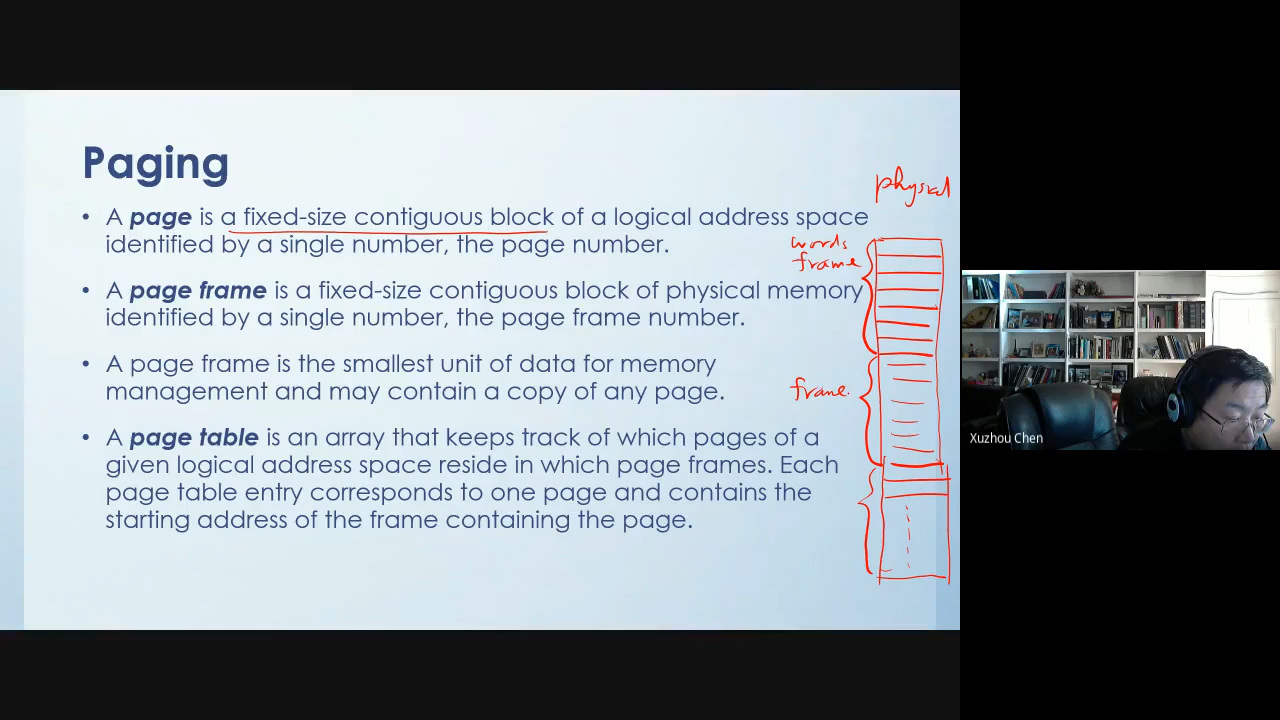 Paging
• A page is a fixed-size contiguous block of a logical address space
identified by a single number, the page number.
• A page frame is a fixed-size contiguous block of physical memory
identified by a single number, the page frame number.
• A page frame is the smallest unit of data for memory
management and may contain a copy of any page.
• A page table is an array that keeps track of which pages of a
given logical address space reside in which page frames. Each
page table entry corresponds to one page and contains the
starting address of the frame containing the page.
physical
words
frame
frame.
Xuzhou Chen